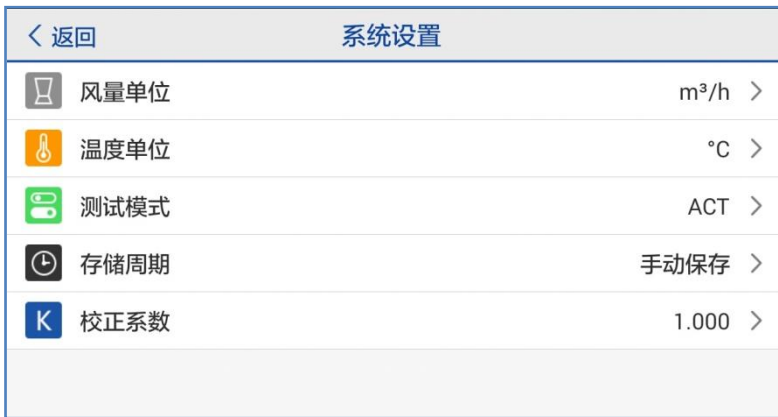 返回 系统设置
风量单位 m³/h
温度单位 °C
测试模式 ACT
存储周期 手动保存
K 校正系数 1.000